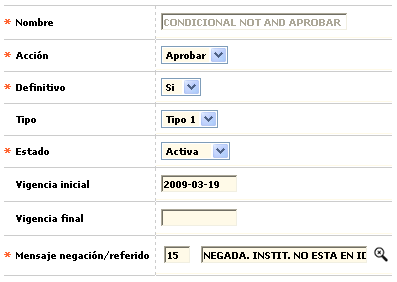 * Nombre CONDICIONAL NOT AND APROBAR
* Acción Aprobar
* Definitivo Si
Tipo Tipo 1
* Estado Activa
Vigencia inicial 2009-03-19
Vigencia final
* Mensaje negación/referido 15 NEGADA. INSTIT. NO ESTA EN ID